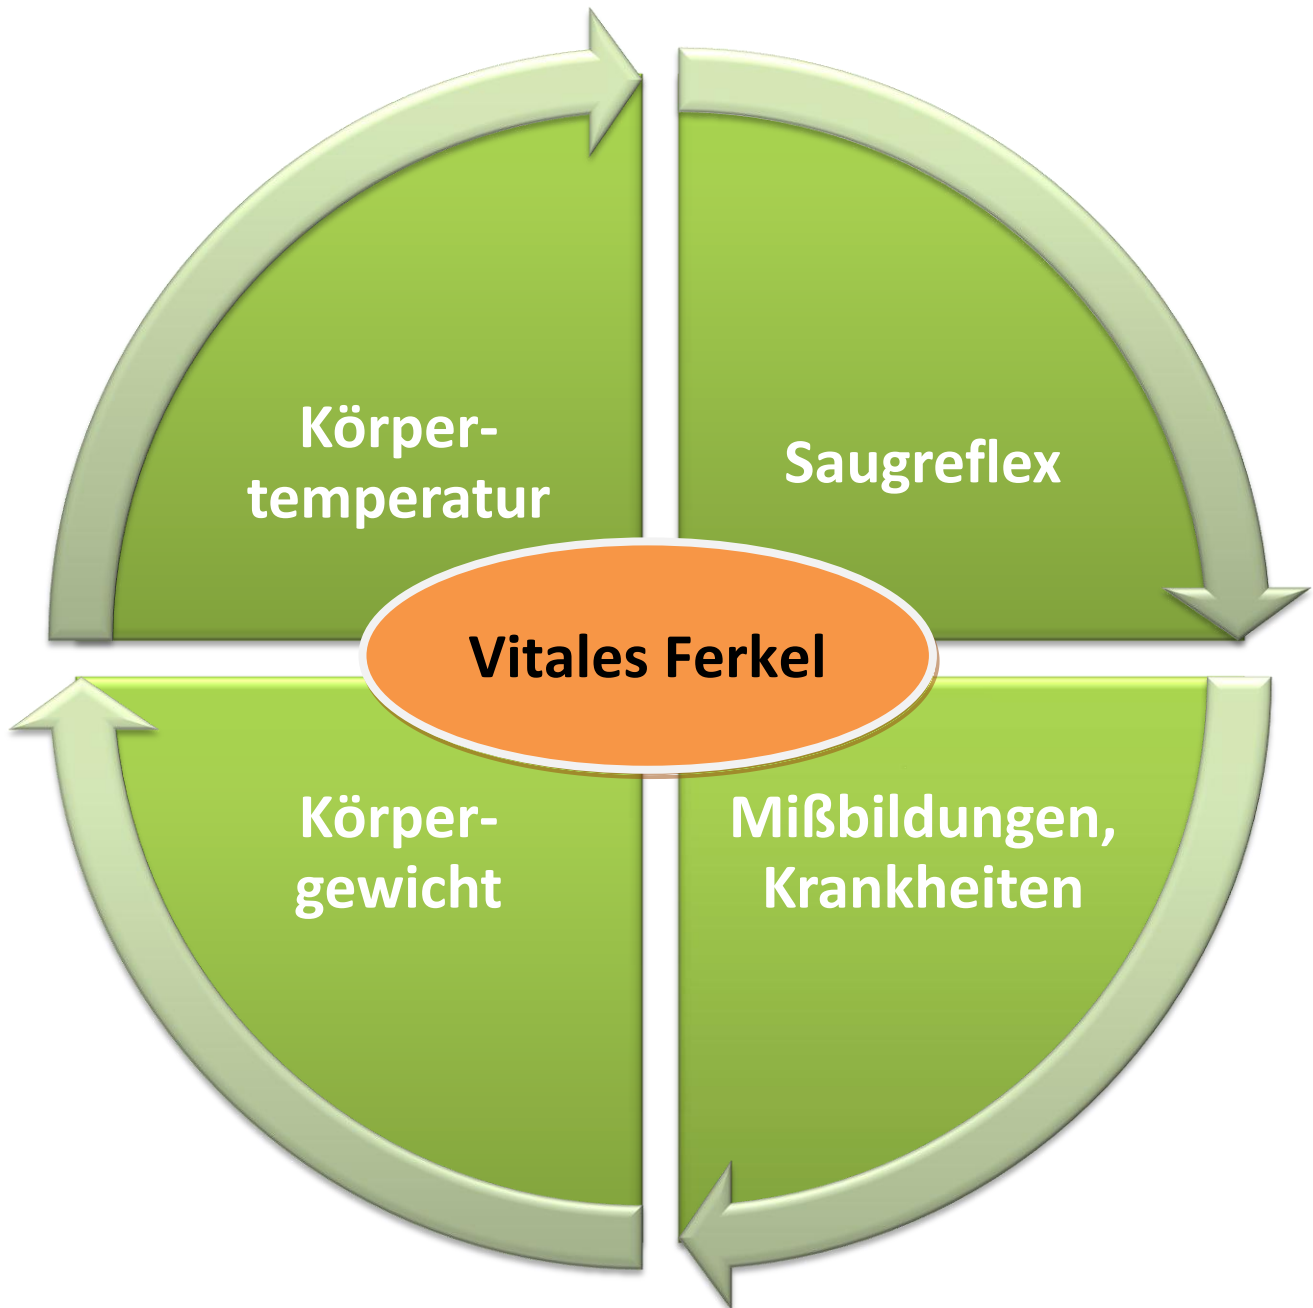 Körper-
temperatur
Saugreflex
Vitales Ferkel
Körper-
gewicht
Mißbildungen,
Krankheiten